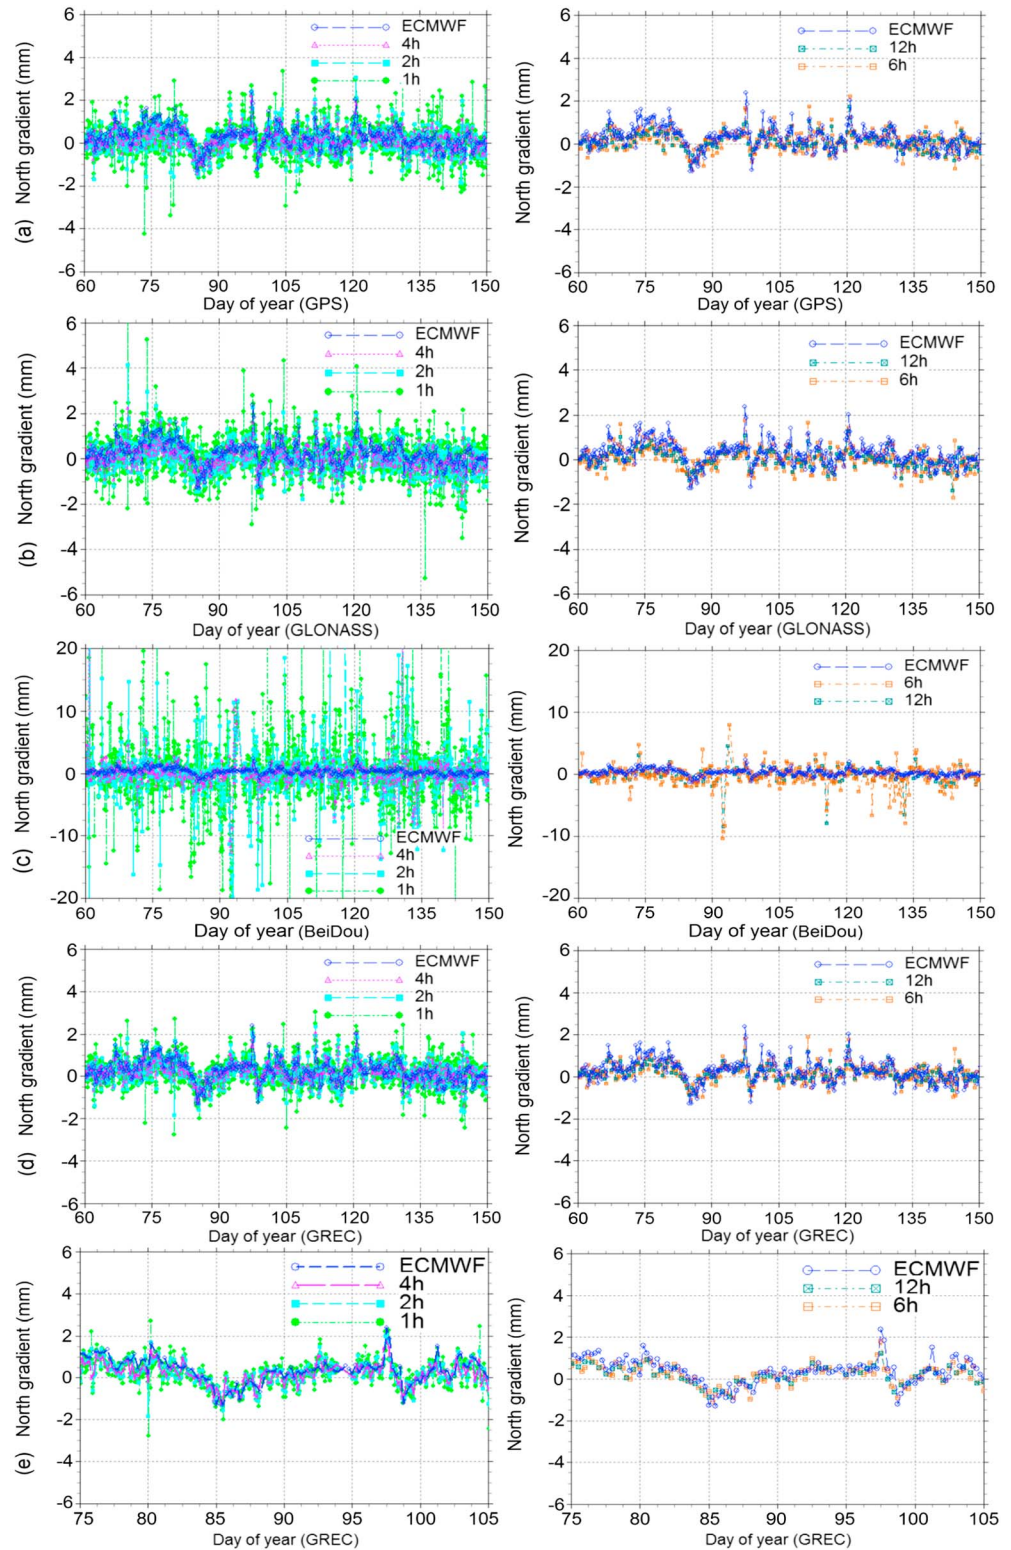 6
4
2
0
-2
-4
-6
(a) North gradient (mm)
ECMWF
4h
2h
1h
60 75 90 105 120 135 150
Day of year (GPS)
6
4
2
0
-2
-4
-6
North gradient (mm)
ECMWF
12h
6h
60 75 90 105 120 135 150
Day of year (GPS)
6
4
2
0
-2
-4
-6
(b) North gradient (mm)
ECMWF
4h
2h
1h
60 75 90 105 120 135 150
Day of year (GLONASS)
6
4
2
0
-2
-4
-6
North gradient (mm)
ECMWF
12h
6h
60 75 90 105 120 135 150
Day of year (GLONASS)
20
10
0
-10
-20
(c) North gradient (mm)
ECMWF
4h
2h
1h
60 75 90 105 120 135 150
Day of year (BeiDou)
20
10
0
-10
-20
North gradient (mm)
ECMWF
6h
12h
60 75 90 105 120 135 150
Day of year (BeiDou)
6
4
2
0
-2
-4
-6
(d) North gradient (mm)
ECMWF
4h
2h
1h
60 75 90 105 120 135 150
Day of year (GREC)
6
4
2
0
-2
-4
-6
North gradient (mm)
ECMWF
12h
6h
60 75 90 105 120 135 150
Day of year (GREC)
6
4
2
0
-2
-4
-6
(e) North gradient (mm)
ECMWF
4h
2h
1h
75 80 85 90 95 100 105
Day of year (GREC)
6
4
2
0
-2
-4
-6
North gradient (mm)
ECMWF
12h
6h
75 80 85 90 95 100 105
Day of year (GREC)